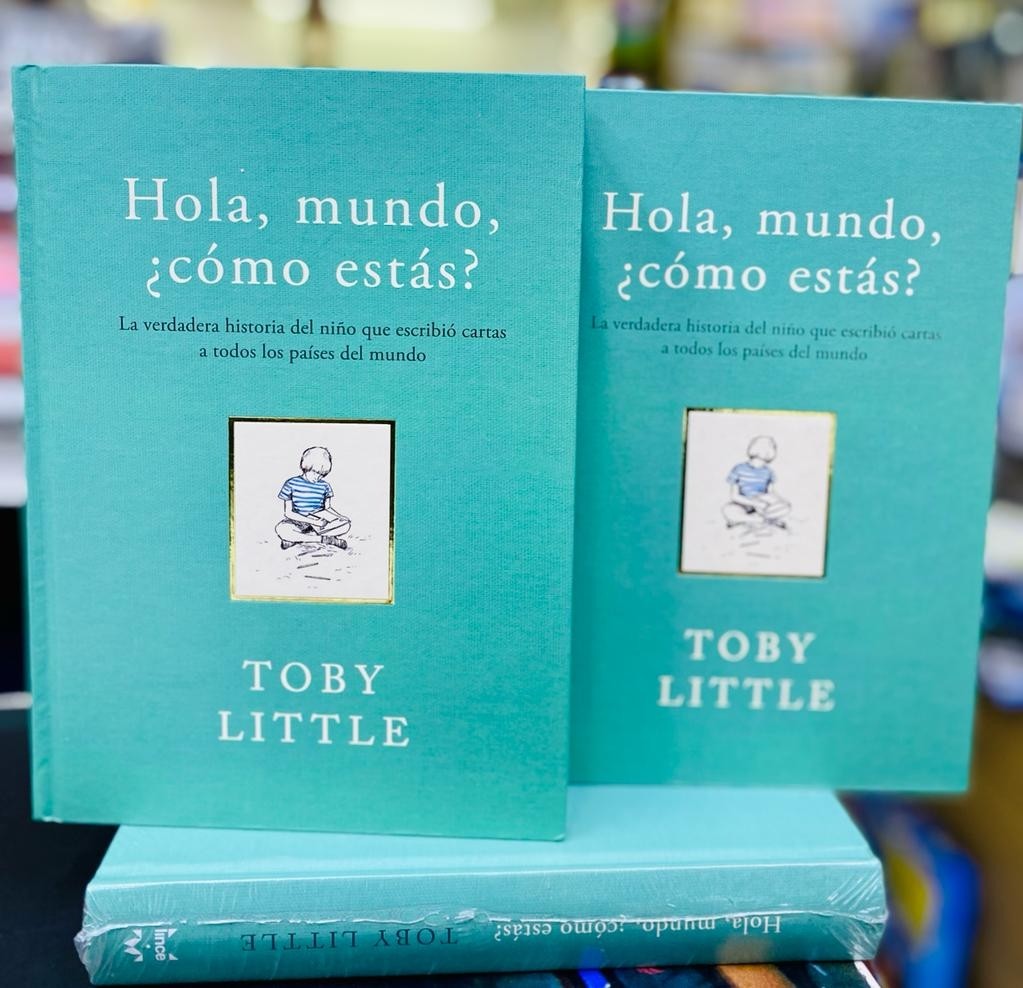 Hola, mundo,
¿cómo estás?
La verdadera historia del niño que escribió cartas
a todos los países del mundo
TOBY
LITTLE
Hola, mundo,
¿cómo estás?
La verdadera historia del niño que escribió cartas
a todos los países del mundo
TOBY
LITTLE
Hola, mundo, ¿cómo estás?
TOBY LITTLE
lince